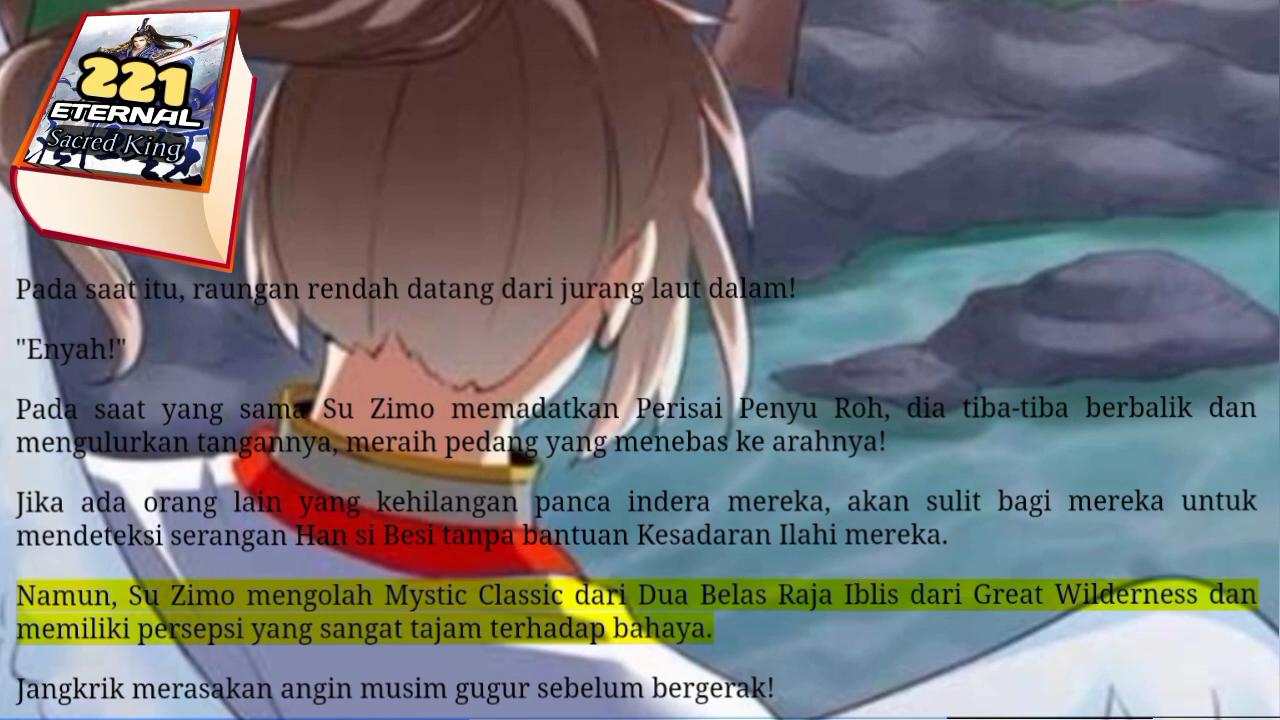 221
ETERNAL
Sacred King
Pada saat itu, raungan rendah datang dari jurang laut dalam!
"Enyah!"
Pada saat yang sama Su Zimo memadatkan Perisai Penyu Roh, dia tiba-tiba berbalik dan
mengulurkan tangannya, meraih pedang yang menebas ke arahnya!
Jika ada orang lain yang kehilangan panca indera mereka, akan sulit bagi mereka untuk
mendeteksi serangan Han si Besi tanpa bantuan Kesadaran Ilahi mereka.
Namun, Su Zimo mengolah Mystic Classic dari Dua Belas Raja Iblis dari Great Wilderness dan
memiliki persepsi yang sangat tajam terhadap bahaya.
Jangkrik merasakan angin musim gugur sebelum bergerak!